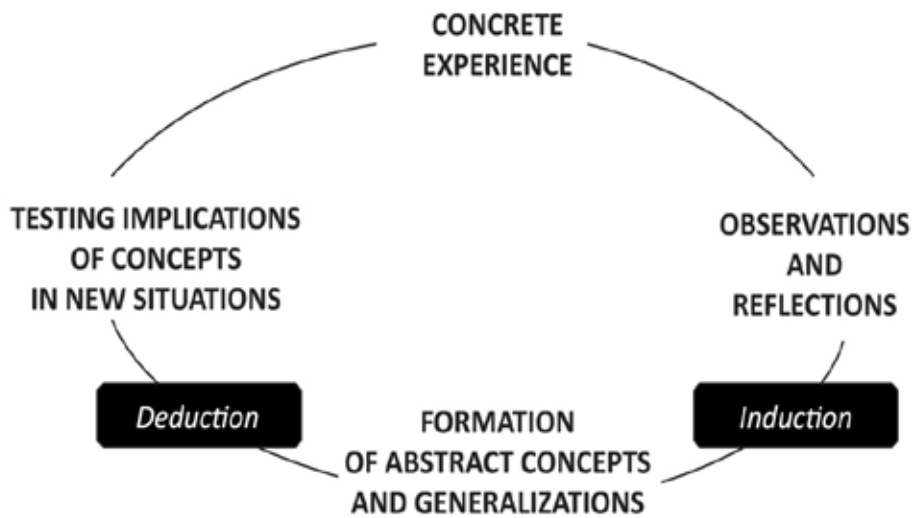 CONCRETE
EXPERIENCE
TESTING IMPLICATIONS
OF CONCEPTS
IN NEW SITUATIONS
OBSERVATIONS
AND
REFLECTIONS
Deduction
Induction
FORMATION
OF ABSTRACT CONCEPTS
AND GENERALIZATIONS